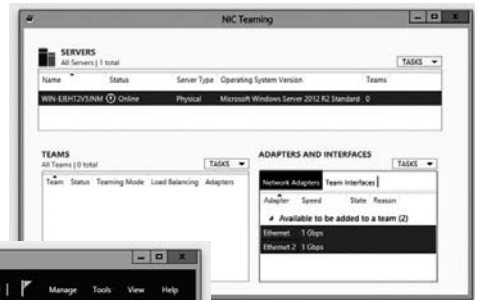 NIC Teaming
SERVERS
All Servers | 1 total
TASKS
Name Status Server Type Operating System Version Teams
Online Physical Microsoft Windows Server 2012 R2 Standard 0
TEAMS
All Teams | 0 total
TASKS
Team Status Teaming Mode Load Balancing Adapters
ADAPTERS AND INTERFACES
TASKS
Network Adapters Team Interfaces
Adapter Speed State Reason
Available to be added to a team (2)
Ethernet 1 Gbps
Ethernet 2 1 Gbps
Manage Tools View Help